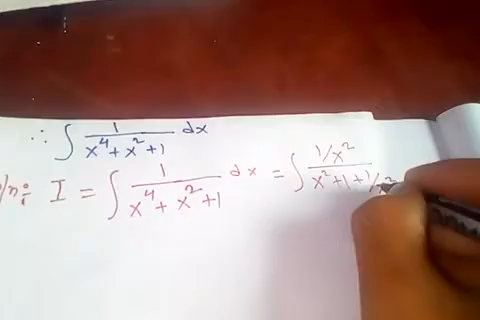 ∴ ∫ 1/(x⁴+x²+1) dx
I = ∫ 1/(x⁴+x²+1) dx = ∫ (1/x²)/(x²+1+1/x²)